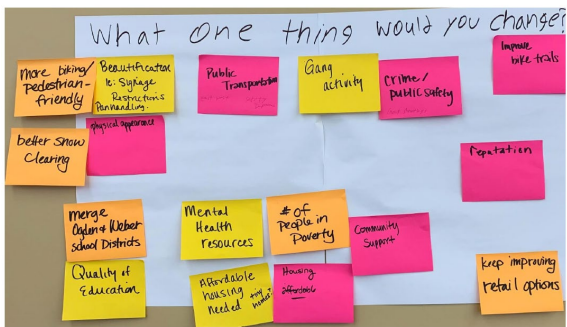 What One thing would you change?
more biking/
Pedestrian-
friendly
Beautification
Ie: Signage
Restrictions
Panhandling.
Public
Transportation
Gang
activity
Crime/
public safety
Improve
bike trails
better snow
Clearing
physical appearance
reputation
merge
Ogden & Weber
school Districts
Mental
Health
resources
# of
People in
Poverty
Community
Support
Quality of
Education
Affordable
housing
Needed
tiny
homes?
Housing
affordable
keep improving
retail options